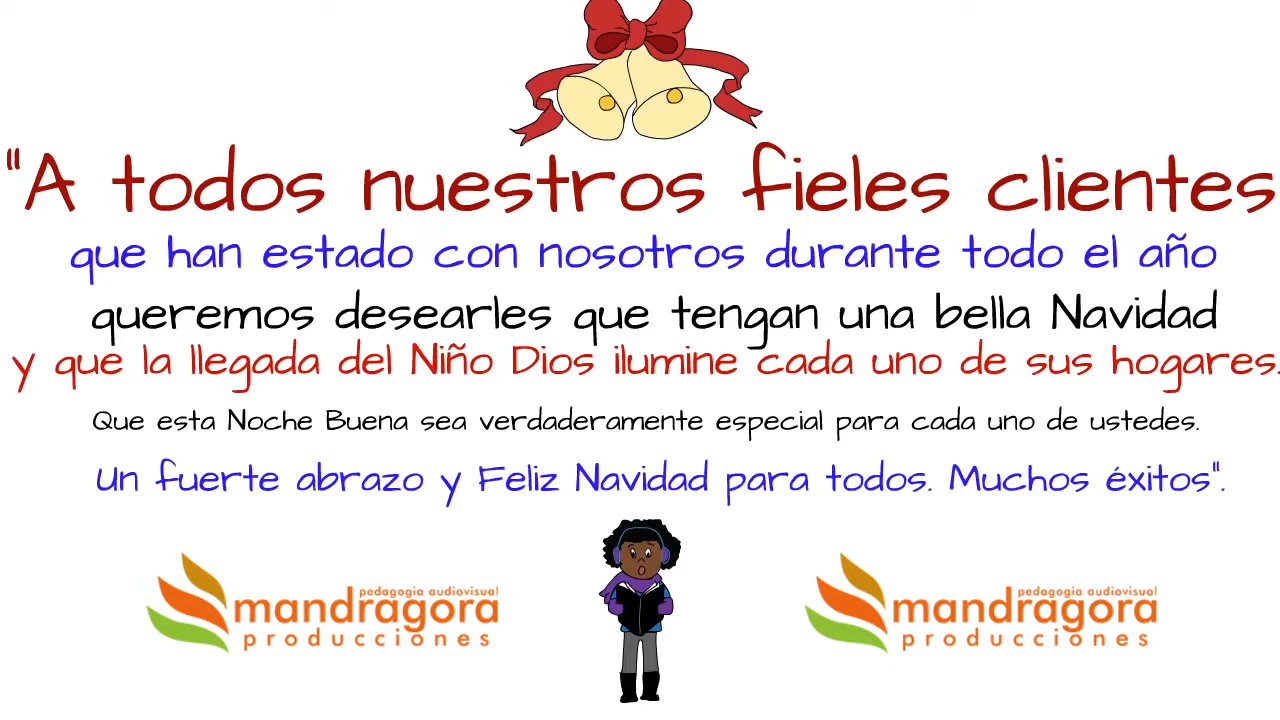 "A todos nuestros fieles clientes
que han estado con nosotros durante todo el año
queremos desearles que tengan una bella Navidad
y que la llegada del Niño Dios ilumine cada uno de sus hogares.
Que esta Noche Buena sea verdaderamente especial para cada uno de ustedes.
Un fuerte abrazo y Feliz Navidad para todos. Muchos éxitos".
pedagogia audiovisual
mandragora
producciones
pedagogia audiovisual
mandragora
producciones